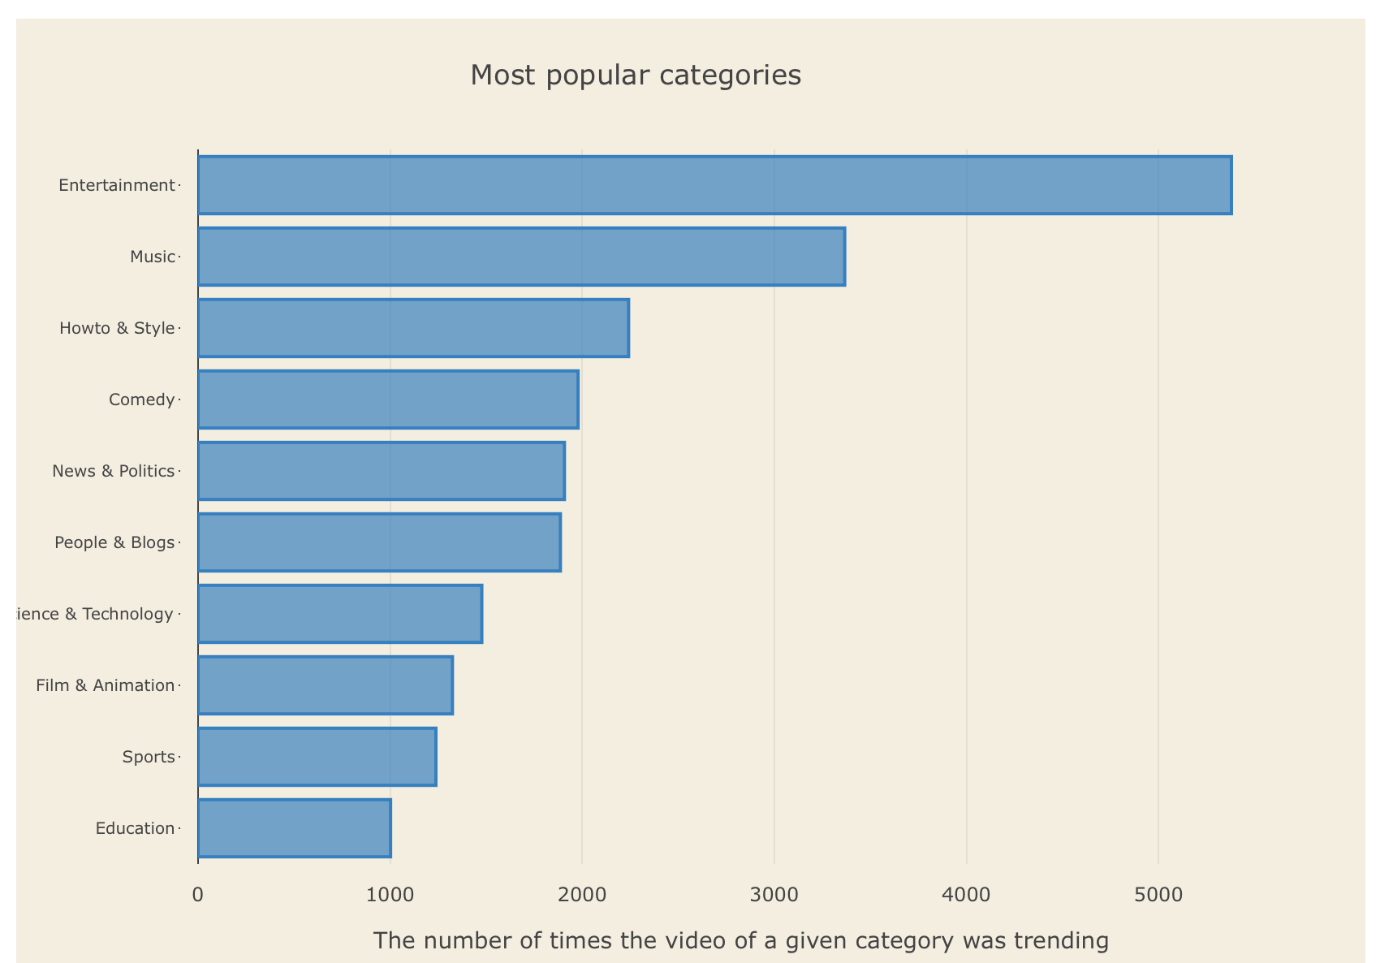 Most popular categories
Entertainment
Music
Howto & Style
Comedy
News & Politics
People & Blogs
ience & Technology
Film & Animation
Sports
Education
0 1000 2000 3000 4000 5000
The number of times the video of a given category was trending